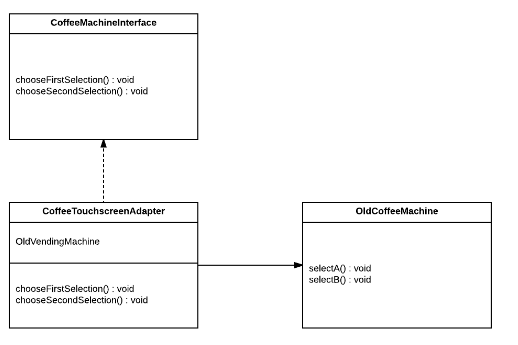 CoffeeMachineInterface
chooseFirstSelection() : void
chooseSecondSelection() : void
CoffeeTouchscreenAdapter
OldVendingMachine
chooseFirstSelection() : void
chooseSecondSelection() : void
OldCoffeeMachine
selectA() : void
selectB() : void